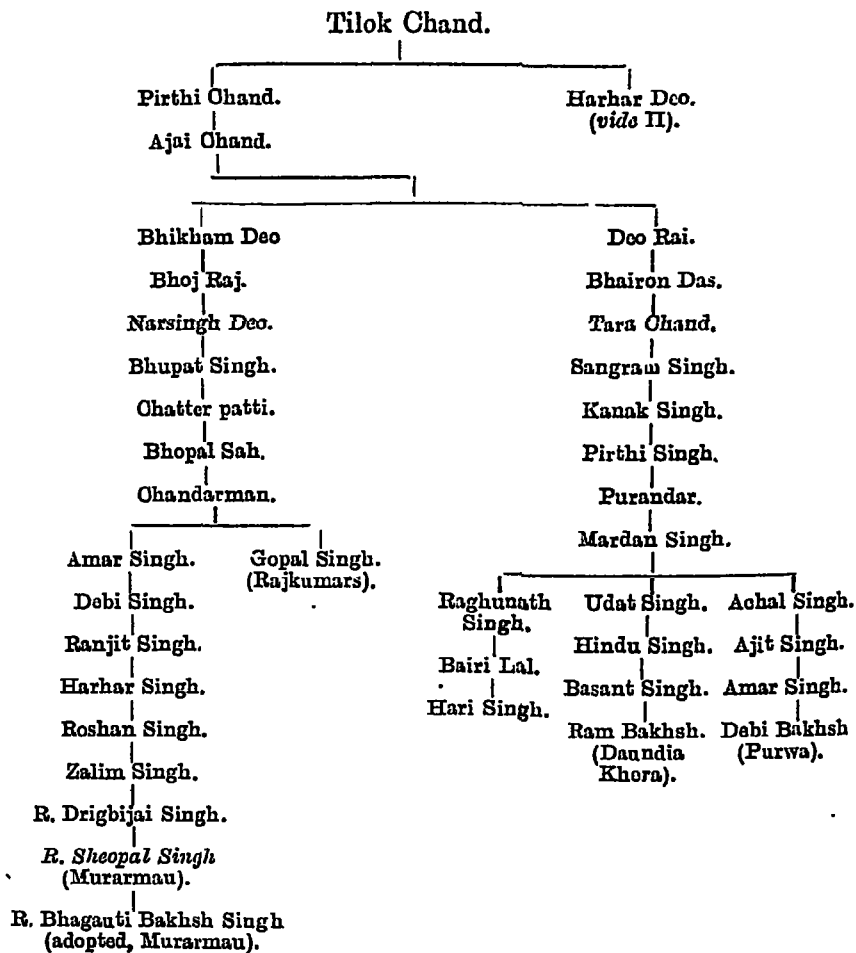 Tilok Chand.
Pirthi Chand. Harhar Deo.
(vide II).
Ajai Chand.
Bhikham Deo Deo Rai.
Bhoj Raj. Bhairon Das.
Narsingh Deo. Tara Chand.
Bhupat Singh. Sangram Singh.
Chatter patti. Kanak Singh.
Bhopal Sah. Pirthi Singh.
Chandarman. Purandar.
Mardan Singh.
Amar Singh. Gopal Singh.
(Rajkumars).
Debi Singh. Raghunath Singh. Udat Singh. Achal Singh.
Ranjit Singh. Hindu Singh. Ajit Singh.
Bairi Lal.
Harhar Singh. Basant Singh. Amar Singh.
Hari Singh.
Roshan Singh. Ram Bakhsh. Debi Bakhsh
(Daundia (Purwa).
Zalim Singh. Khera).
R. Drigbijai Singh.
R. Sheopal Singh
(Murarmau).
R. Bhagauti Bakhsh Singh
(adopted, Murarmau).